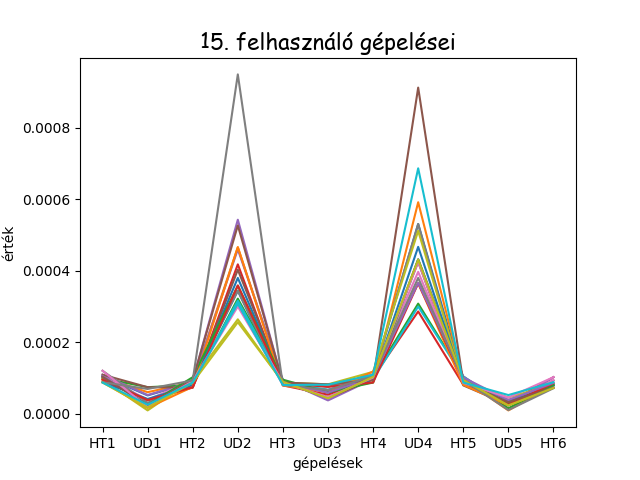 15. felhasználó gépelései
érték
0.0008
0.0006
0.0004
0.0002
0.0000
HT1 UD1 HT2 UD2 HT3 UD3 HT4 UD4 HT5 UD5 HT6
gépelések